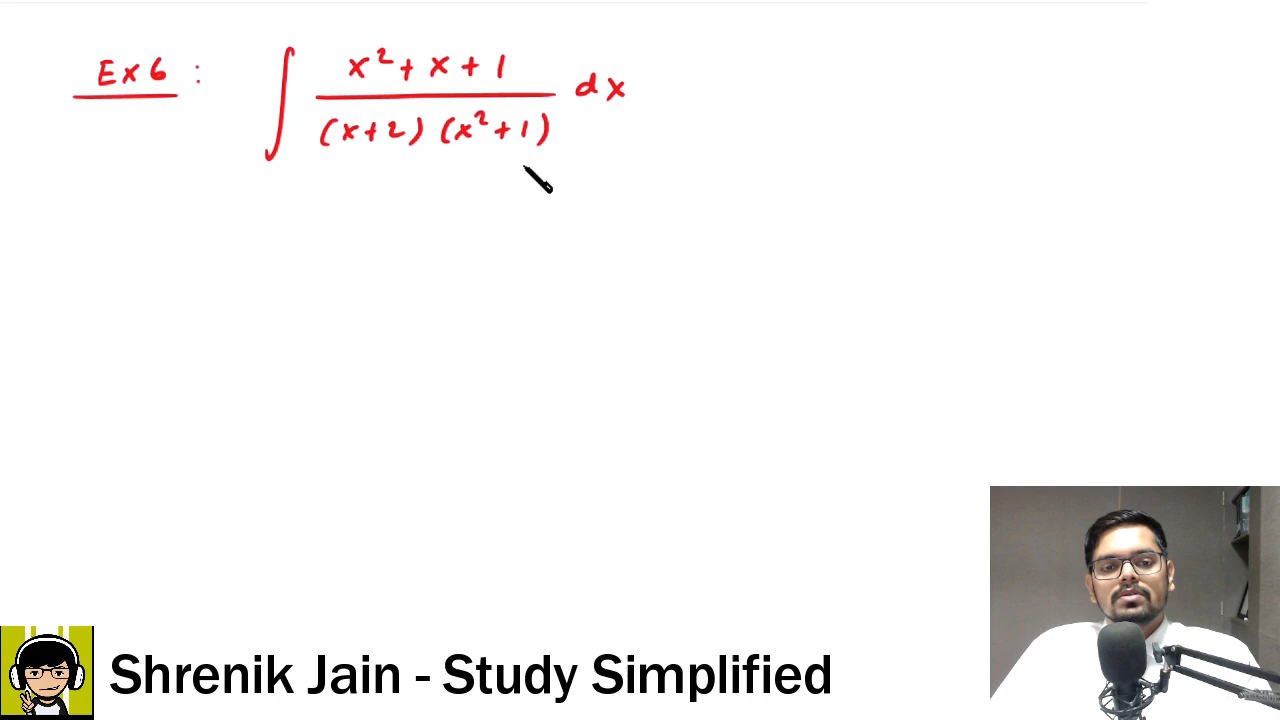 Ex 6 : ∫ x² + x + 1 / (x+2) (x²+1) dx
Shrenik Jain - Study Simplified